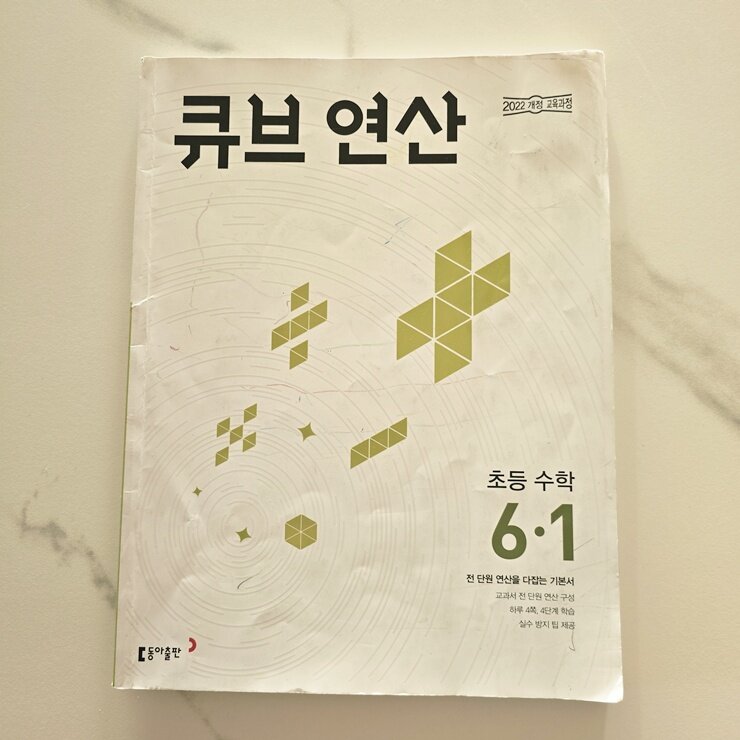 큐브 연산
2022 개정 교육과정
초등 수학
6·1
전 단원 연산을 다잡는 기본서
교과서 전 단원 연산 구성
하루 4쪽, 4단계 학습
실수 방지 팁 제공
동아출판